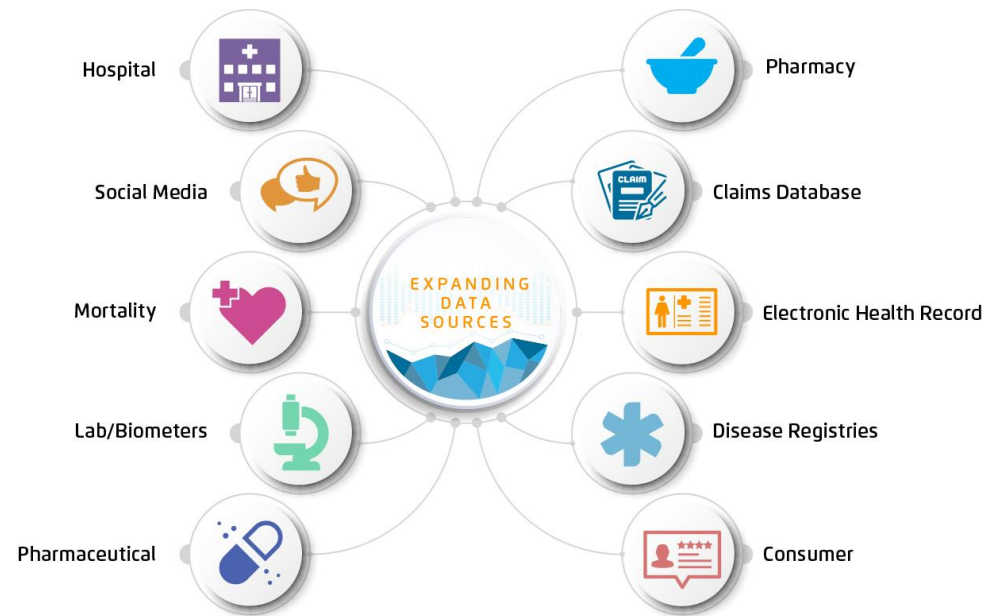 Hospital
Pharmacy
Social Media
CLAIM
Claims Database
EXPANDING
DATA
SOURCES
Mortality
Electronic Health Record
Lab/Biometers
Disease Registries
Pharmaceutical
Consumer